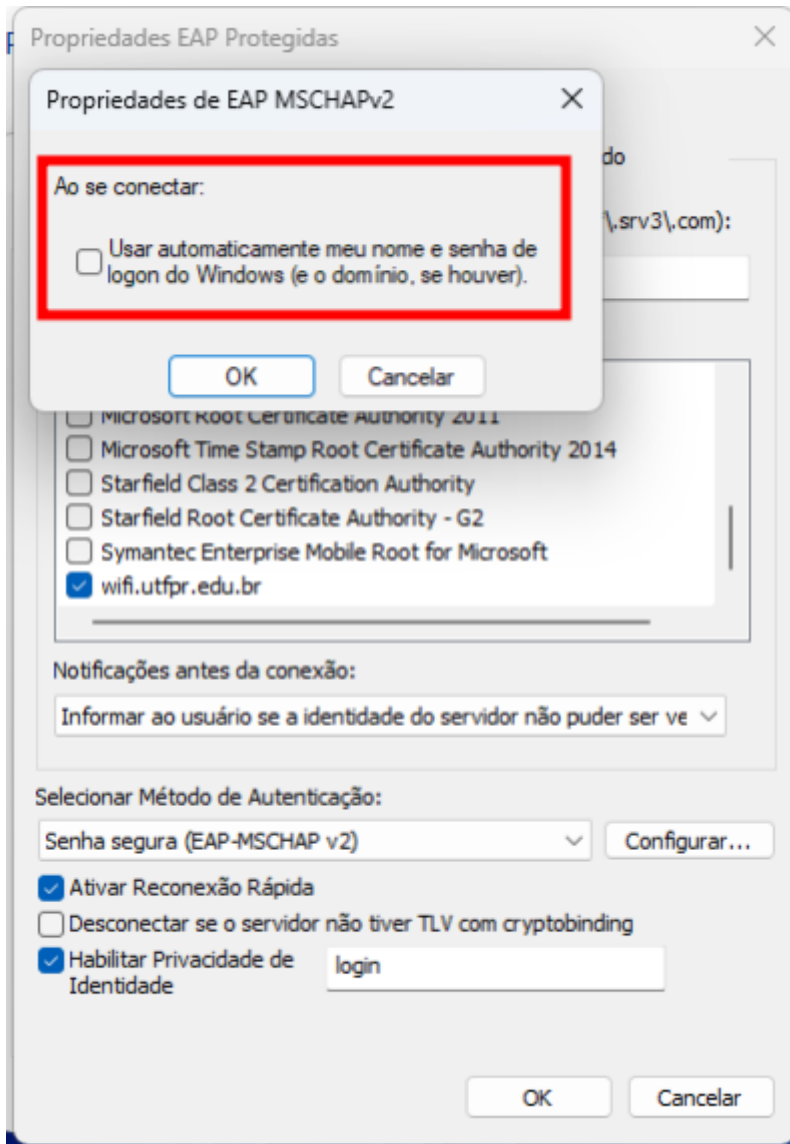 Propriedades EAP Protegidas
Propriedades de EAP MSCHAPv2
do
Ao se conectar:
\.srv3\.com):
Usar automaticamente meu nome e senha de
logon do Windows (e o domínio, se houver).
OK
Cancelar
Microsoft Root Certificate Authority 2011
Microsoft Time Stamp Root Certificate Authority 2014
Starfield Class 2 Certification Authority
Starfield Root Certificate Authority - G2
Symantec Enterprise Mobile Root for Microsoft
wifi.utfpr.edu.br
Notificações antes da conexão:
Informar ao usuário se a identidade do servidor não puder ser ve
Selecionar Método de Autenticação:
Senha segura (EAP-MSCHAP v2)
Configurar...
Ativar Reconexão Rápida
Desconectar se o servidor não tiver TLV com cryptobinding
Habilitar Privacidade de
Identidade
login
OK
Cancelar